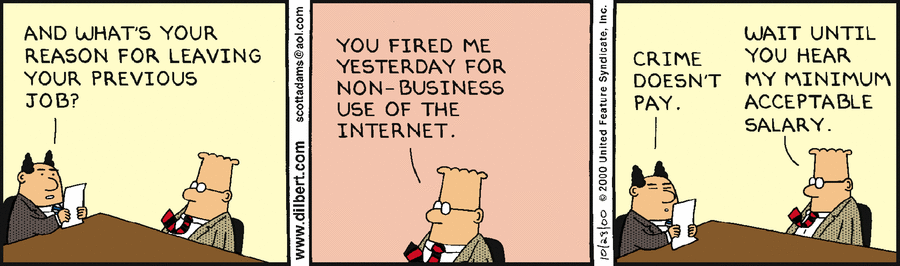 AND WHAT'S YOUR
REASON FOR LEAVING
YOUR PREVIOUS
JOB?
www.dilbert.com
scottadams@aol.com
YOU FIRED ME
YESTERDAY FOR
NON-BUSINESS
USE OF THE
INTERNET.
10/28/00 © 2000 United Feature Syndicate, Inc.
CRIME
DOESN'T
PAY.
WAIT UNTIL
YOU HEAR
MY MINIMUM
ACCEPTABLE
SALARY.